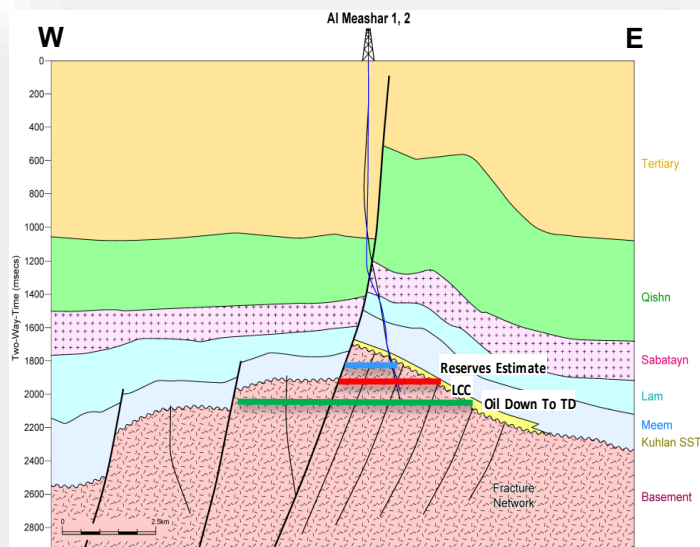 Al Meashar 1, 2
W
E
0
200
400
600
800
1000
1200
1400
1600
1800
2000
2200
2400
2600
2800
Two-Way-Time (msecs)
Tertiary
Qishn
Sabatayn
Lam
Meem
Kuhlan SST
Basement
Reserves Estimate
LCC
Oil Down To TD
Fracture
Network
0
2.5km